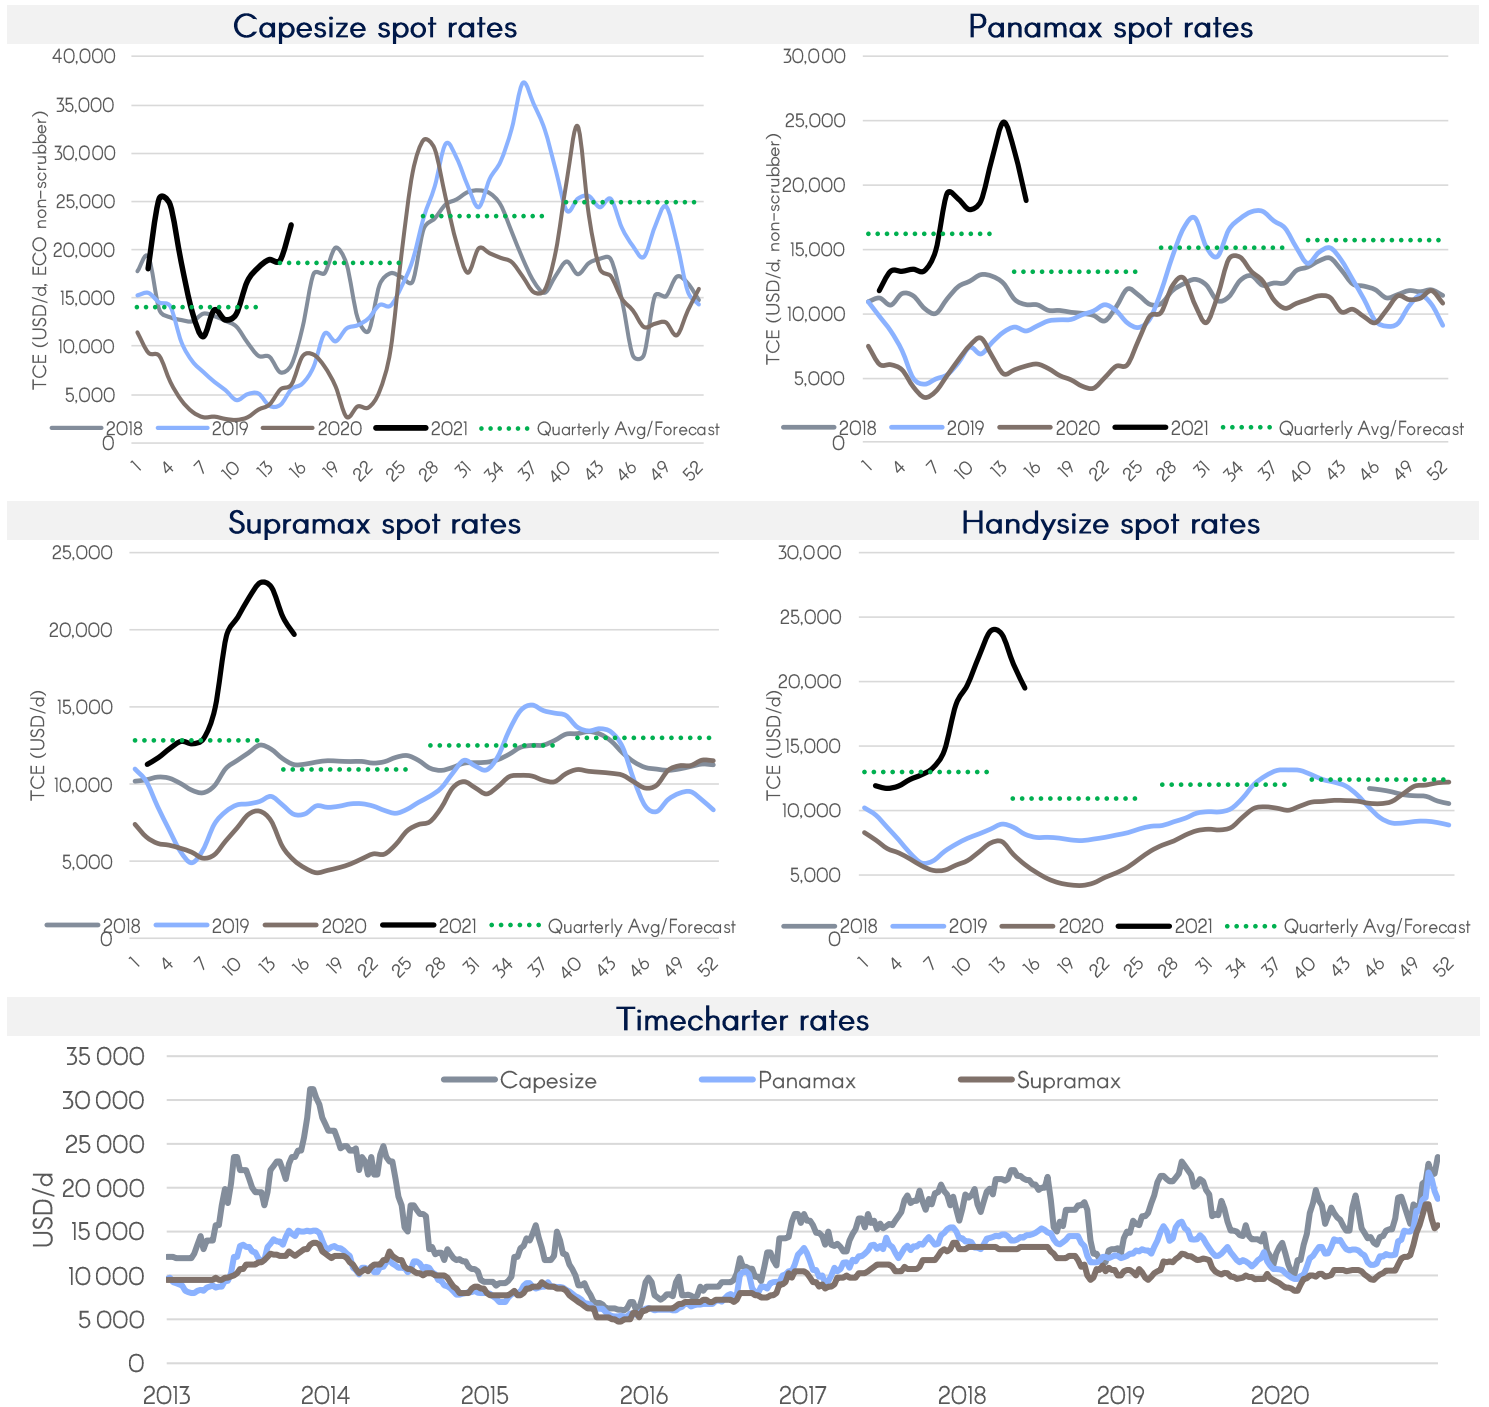 Capesize spot rates
TCE (USD/d, ECO non-scrubber)
40,000
35,000
30,000
25,000
20,000
15,000
10,000
5,000
0
2018 2019 2020 2021 Quarterly Avg/Forecast
1 4 7 10 13 16 19 22 25 28 31 34 37 40 43 46 49 52
Panamax spot rates
TCE (USD/d, non-scrubber)
30,000
25,000
20,000
15,000
10,000
5,000
0
2018 2019 2020 2021 Quarterly Avg/Forecast
1 4 7 10 13 16 19 22 25 28 31 34 37 40 43 46 49 52
Supramax spot rates
TCE (USD/d)
25,000
20,000
15,000
10,000
5,000
0
2018 2019 2020 2021 Quarterly Avg/Forecast
1 4 7 10 13 16 19 22 25 28 31 34 37 40 43 46 49 52
Handysize spot rates
TCE (USD/d)
30,000
25,000
20,000
15,000
10,000
5,000
0
2018 2019 2020 2021 Quarterly Avg/Forecast
1 4 7 10 13 16 19 22 25 28 31 34 37 40 43 46 49 52
Timecharter rates
USD/d
35 000
30 000
25 000
20 000
15 000
10 000
5 000
0
Capesize Panamax Supramax
2013 2014 2015 2016 2017 2018 2019 2020